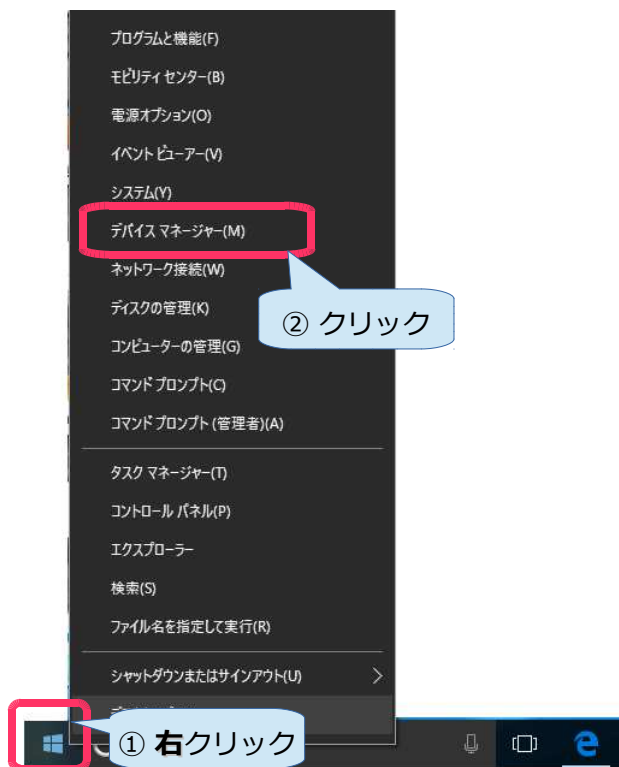 プログラムと機能(F)
モビリティ センター(B)
電源オプション(O)
イベント ビューアー(V)
システム(Y)
デバイス マネージャー(M)
ネットワーク接続(W)
② クリック
ディスクの管理(K)
コンピューターの管理(G)
コマンド プロンプト(C)
コマンド プロンプト (管理者)(A)
タスク マネージャー(T)
コントロール パネル(P)
エクスプローラー
検索(S)
ファイル名を指定して実行(R)
シャットダウンまたはサインアウト(U)
① 右クリック